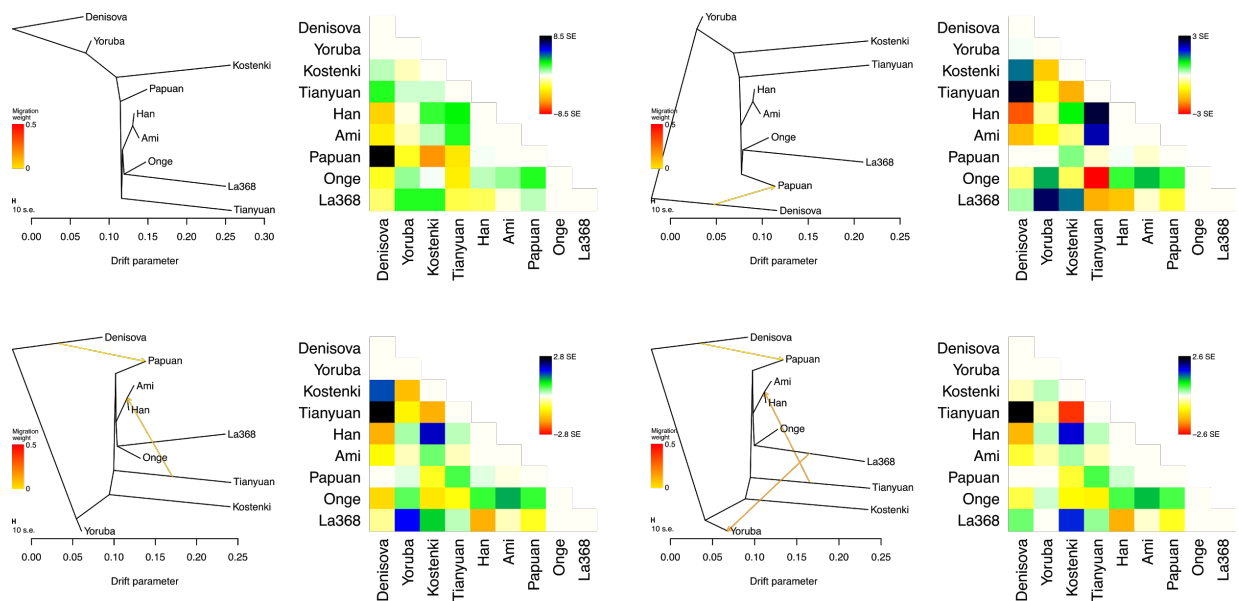 Denisova
Yoruba
Kostenki
Papuan
Han
Ami
Onge
La368
Tianyuan
Migration
weight
0.5
0
10 s.e.
0.00 0.05 0.10 0.15 0.20 0.25 0.30
Drift parameter
Denisova
Yoruba
Kostenki
Tianyuan
Han
Ami
Papuan
Onge
La368
8.5 SE
−8.5 SE
Denisova Yoruba Kostenki Tianyuan Han Ami Papuan Onge La368
Yoruba
Kostenki
Tianyuan
Han
Ami
Onge
La368
Papuan
Denisova
Migration
weight
0.5
0
10 s.e.
0.00 0.05 0.10 0.15 0.20 0.25
Drift parameter
Denisova
Yoruba
Kostenki
Tianyuan
Han
Ami
Papuan
Onge
La368
3 SE
−3 SE
Denisova Yoruba Kostenki Tianyuan Han Ami Papuan Onge La368
Denisova
Papuan
Ami
Han
La368
Onge
Tianyuan
Kostenki
Yoruba
Migration
weight
0.5
0
10 s.e.
0.00 0.05 0.10 0.15 0.20 0.25
Drift parameter
Denisova
Yoruba
Kostenki
Tianyuan
Han
Ami
Papuan
Onge
La368
2.8 SE
−2.8 SE
Denisova Yoruba Kostenki Tianyuan Han Ami Papuan Onge La368
Denisova
Papuan
Ami
Han
Onge
La368
Tianyuan
Kostenki
Yoruba
Migration
weight
0.5
0
10 s.e.
0.00 0.05 0.10 0.15 0.20 0.25
Drift parameter
Denisova
Yoruba
Kostenki
Tianyuan
Han
Ami
Papuan
Onge
La368
2.6 SE
−2.6 SE
Denisova Yoruba Kostenki Tianyuan Han Ami Papuan Onge La368